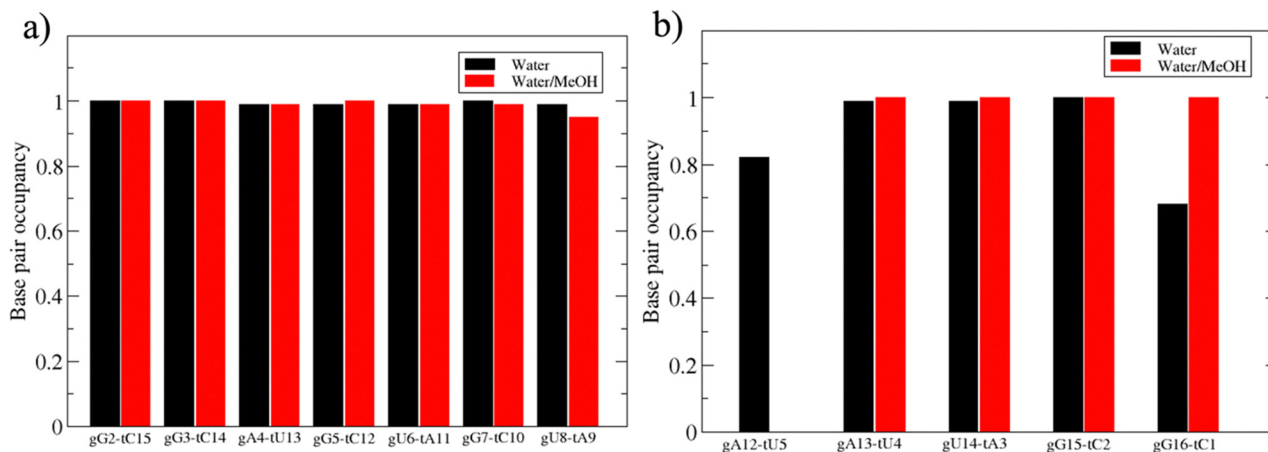 a)
Water
Water/MeOH
Base pair occupancy
1
0.8
0.6
0.4
0.2
0
gG2-tC15 gG3-tC14 gA4-tU13 gG5-tC12 gU6-tA11 gG7-tC10 gU8-tA9
b)
Water
Water/MeOH
Base pair occupancy
1
0.8
0.6
0.4
0.2
0
gA12-tU5 gA13-tU4 gU14-tA3 gG15-tC2 gG16-tC1